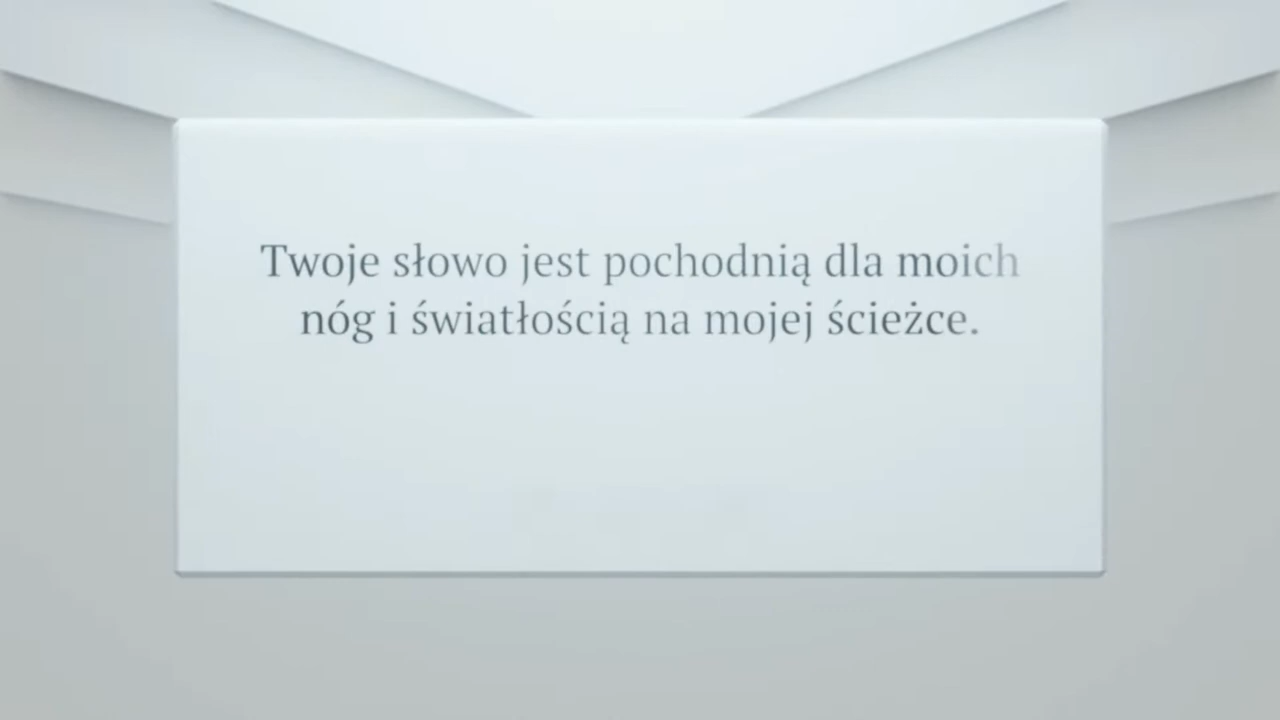 Twoje słowo jest pochodnią dla moich
nóg i światłością na mojej ścieżce.